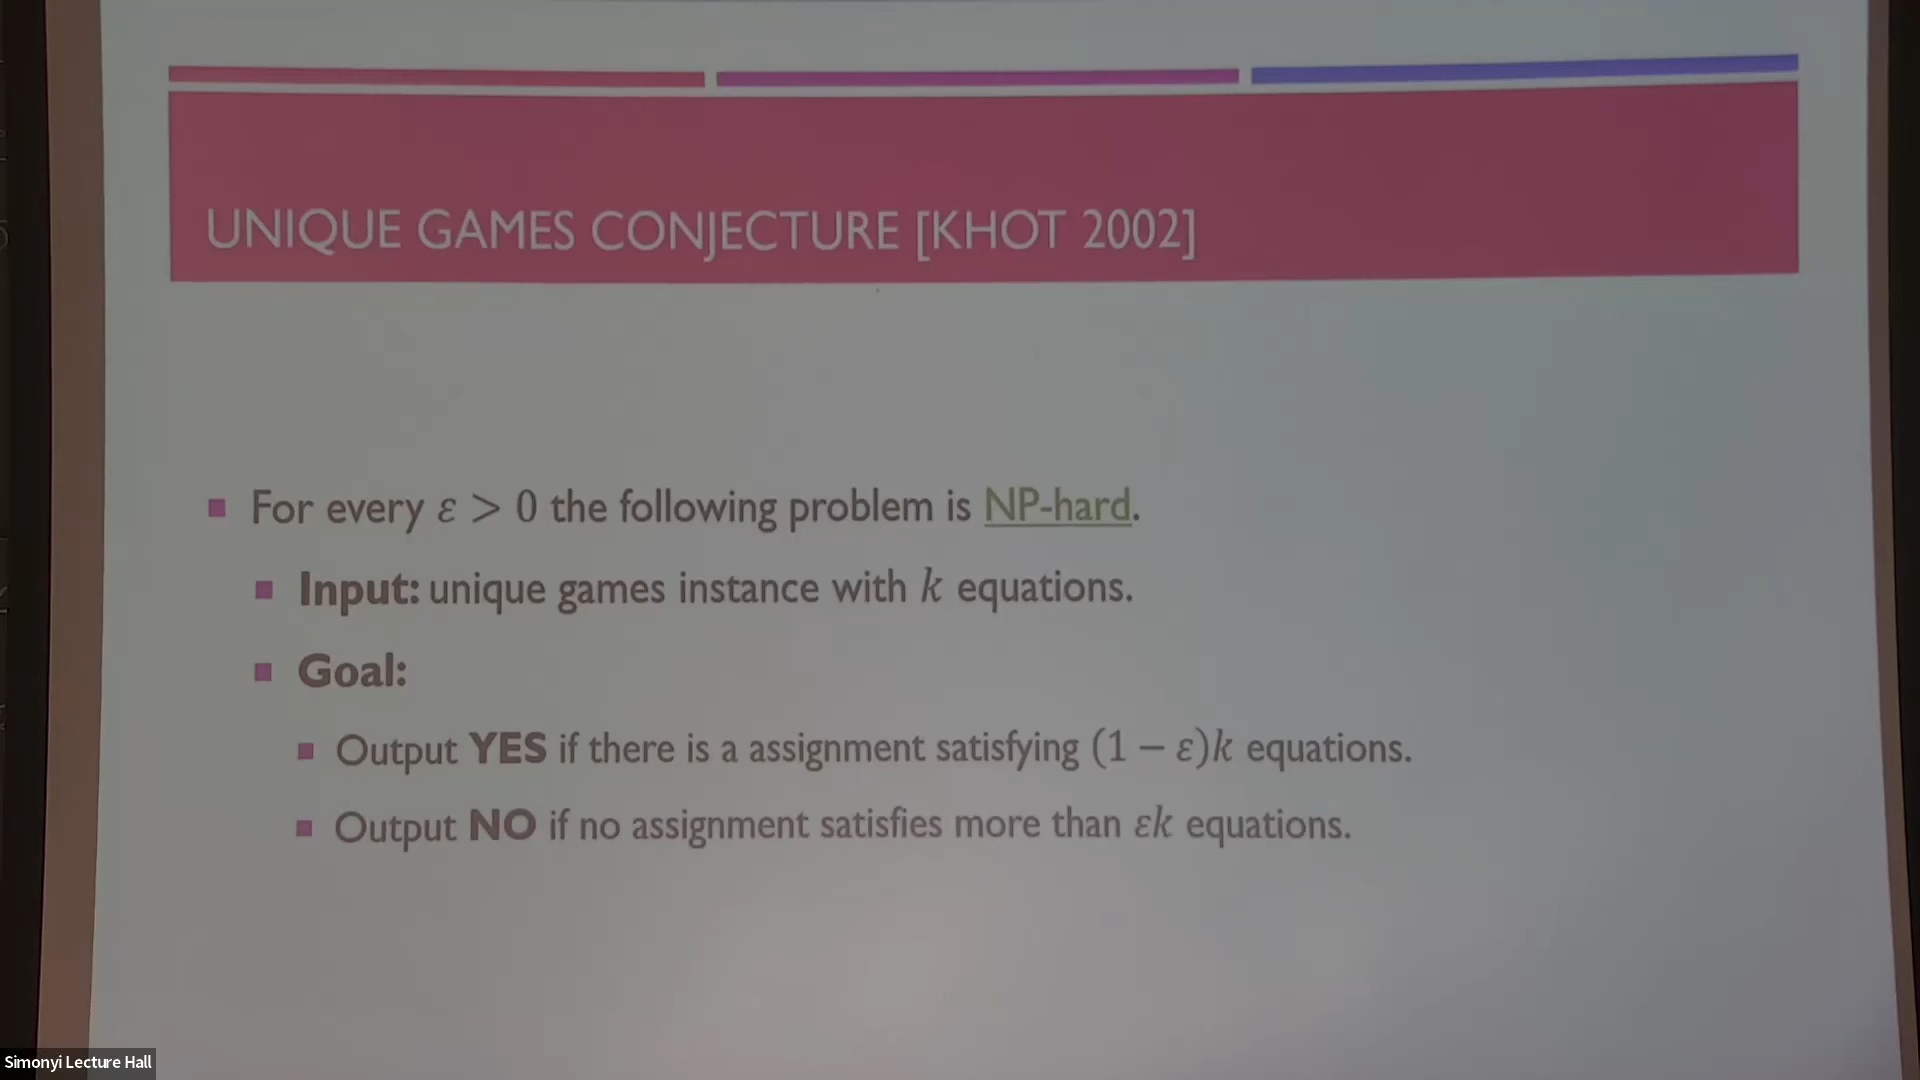 UNIQUE GAMES CONJECTURE [KHOT 2002]
For every ε > 0 the following problem is NP-hard.
Input: unique games instance with k equations.
Goal:
Output YES if there is a assignment satisfying (1 − ε)k equations.
Output NO if no assignment satisfies more than εk equations.
Simonyi Lecture Hall